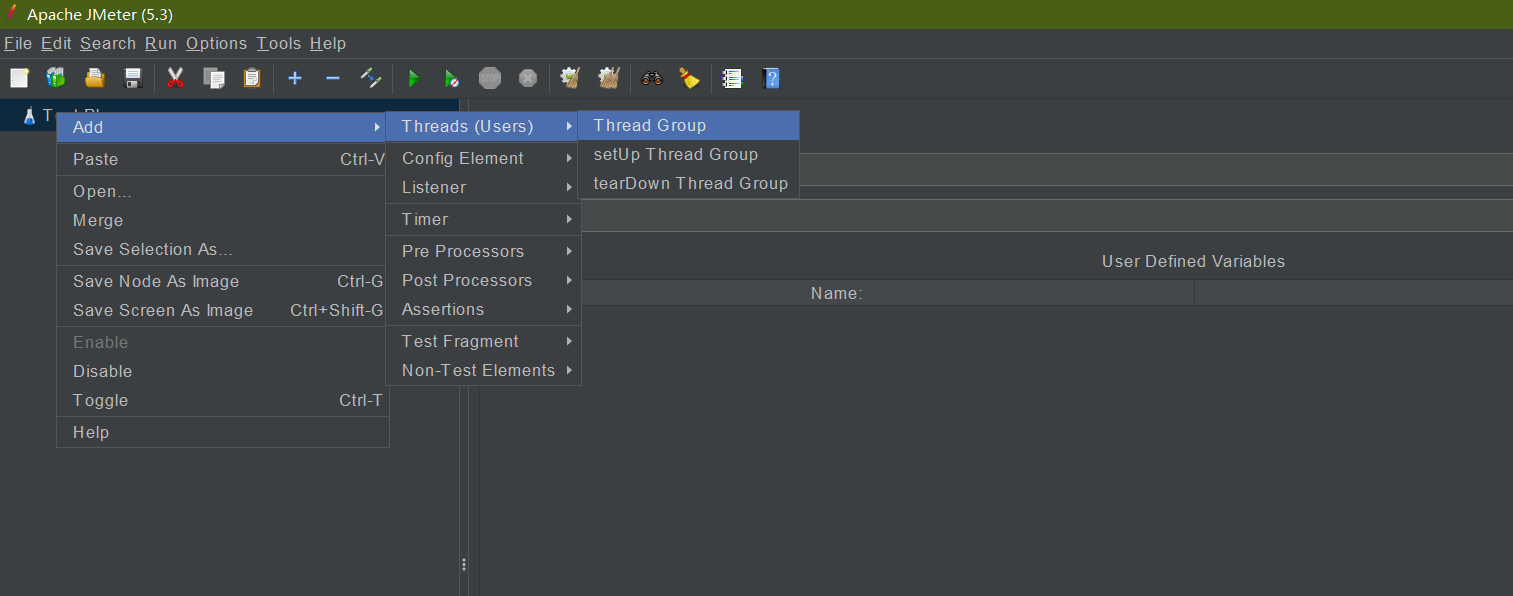 Apache JMeter (5.3)
File Edit Search Run Options Tools Help
STOP
Add
Paste Ctrl-V
Open...
Merge
Save Selection As...
Save Node As Image Ctrl-G
Save Screen As Image Ctrl+Shift-G
Enable
Disable
Toggle Ctrl-T
Help
Threads (Users)
Config Element
Listener
Timer
Pre Processors
Post Processors
Assertions
Test Fragment
Non-Test Elements
Thread Group
setUp Thread Group
tearDown Thread Group
User Defined Variables
Name: